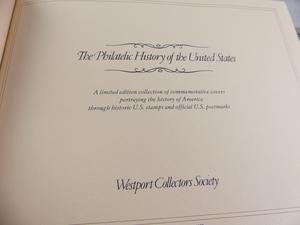 The Philatelic History of the United States
A limited edition collection of commemorative covers
portraying the history of America
through historic U.S. stamps and official U.S. postmarks
Westport Collectors Society